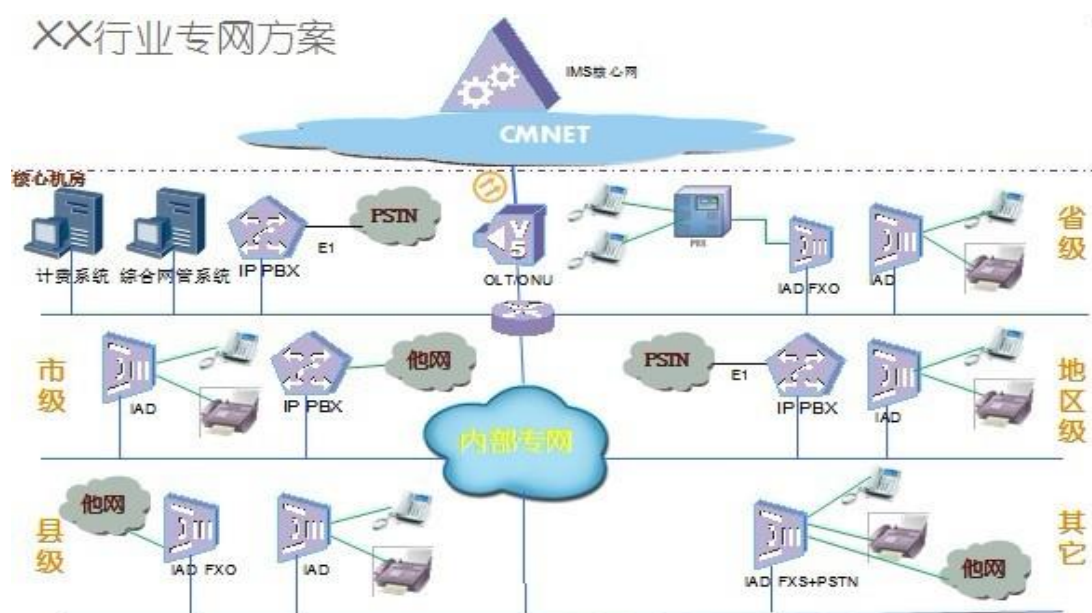 XX行业专网方案
IMS核心网
CMNET
核心机房
计费系统
综合网管系统
IP PBX
E1
PSTN
V5
OLT/ONU
PBX
IAD FXO
IAD
省级
市级
IAD
IP PBX
他网
PSTN
E1
IP PBX
IAD
地区级
内部专网
县级
他网
IAD FXO
IAD
IAD FXS+PSTN
他网
其它